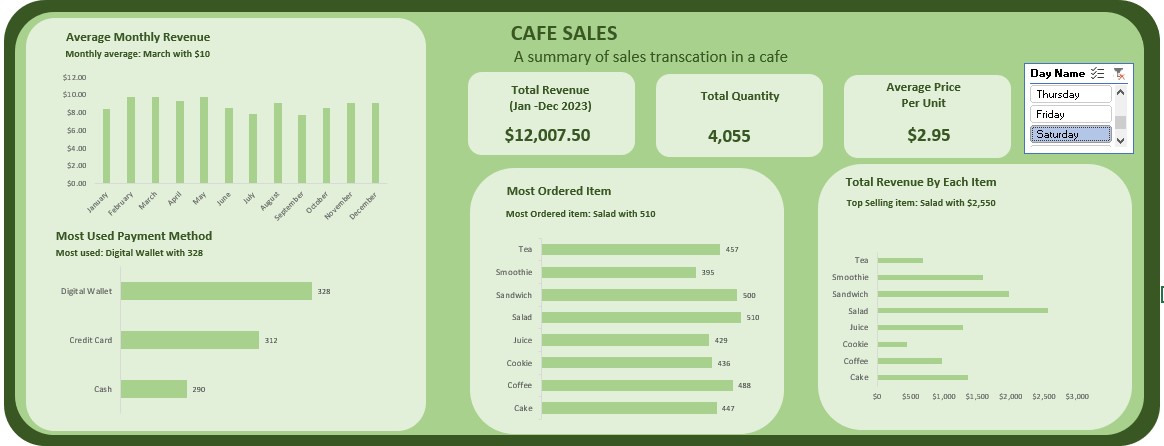 CAFE SALES
A summary of sales transcation in a cafe
Average Monthly Revenue
Monthly average: March with $10
$12.00
$10.00
$8.00
$6.00
$4.00
$2.00
$0.00
January
February
March
April
May
June
July
August
September
October
November
December
Most Used Payment Method
Most used: Digital Wallet with 328
Digital Wallet 328
Credit Card 312
Cash 290
Total Revenue
(Jan -Dec 2023)
$12,007.50
Total Quantity
4,055
Average Price
Per Unit
$2.95
Day Name
Thursday
Friday
Saturday
Most Ordered Item
Most Ordered item: Salad with 510
Tea 457
Smoothie 395
Sandwich 500
Salad 510
Juice 429
Cookie 436
Coffee 488
Cake 447
Total Revenue By Each Item
Top Selling item: Salad with $2,550
Tea
Smoothie
Sandwich
Salad
Juice
Cookie
Coffee
Cake
$0 $500 $1,000 $1,500 $2,000 $2,500 $3,000